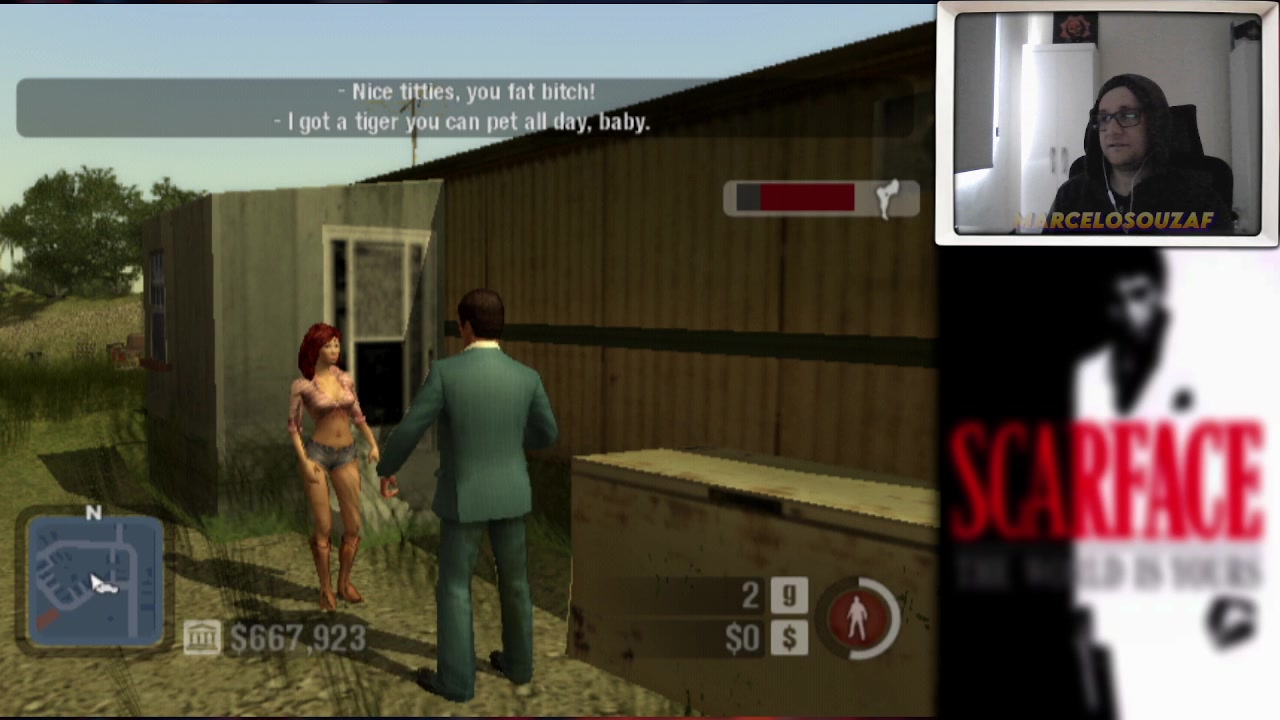 - Nice titties, you fat bitch!
- I got a tiger you can pet all day, baby.
MARCELOSOUZAF
SCARFACE
THE WORLD IS YOURS
N
$667,923
2 g
$0 $